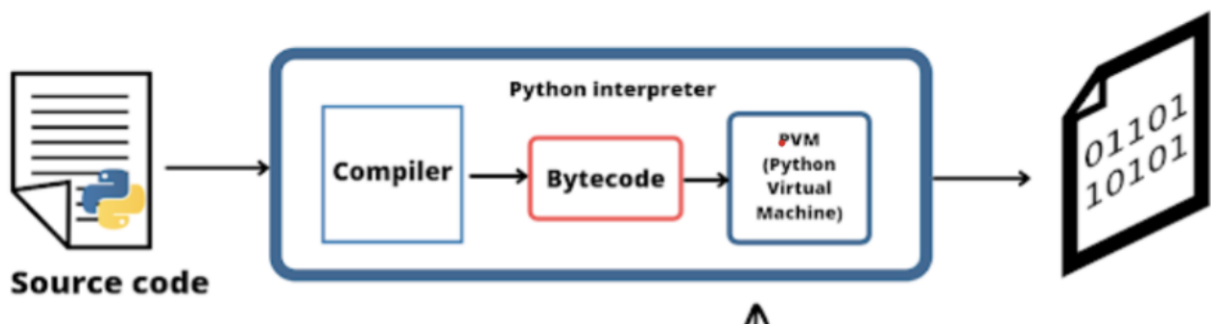 Python interpreter
Compiler
Bytecode
PVM
(Python
Virtual
Machine)
Source code
01101
10101